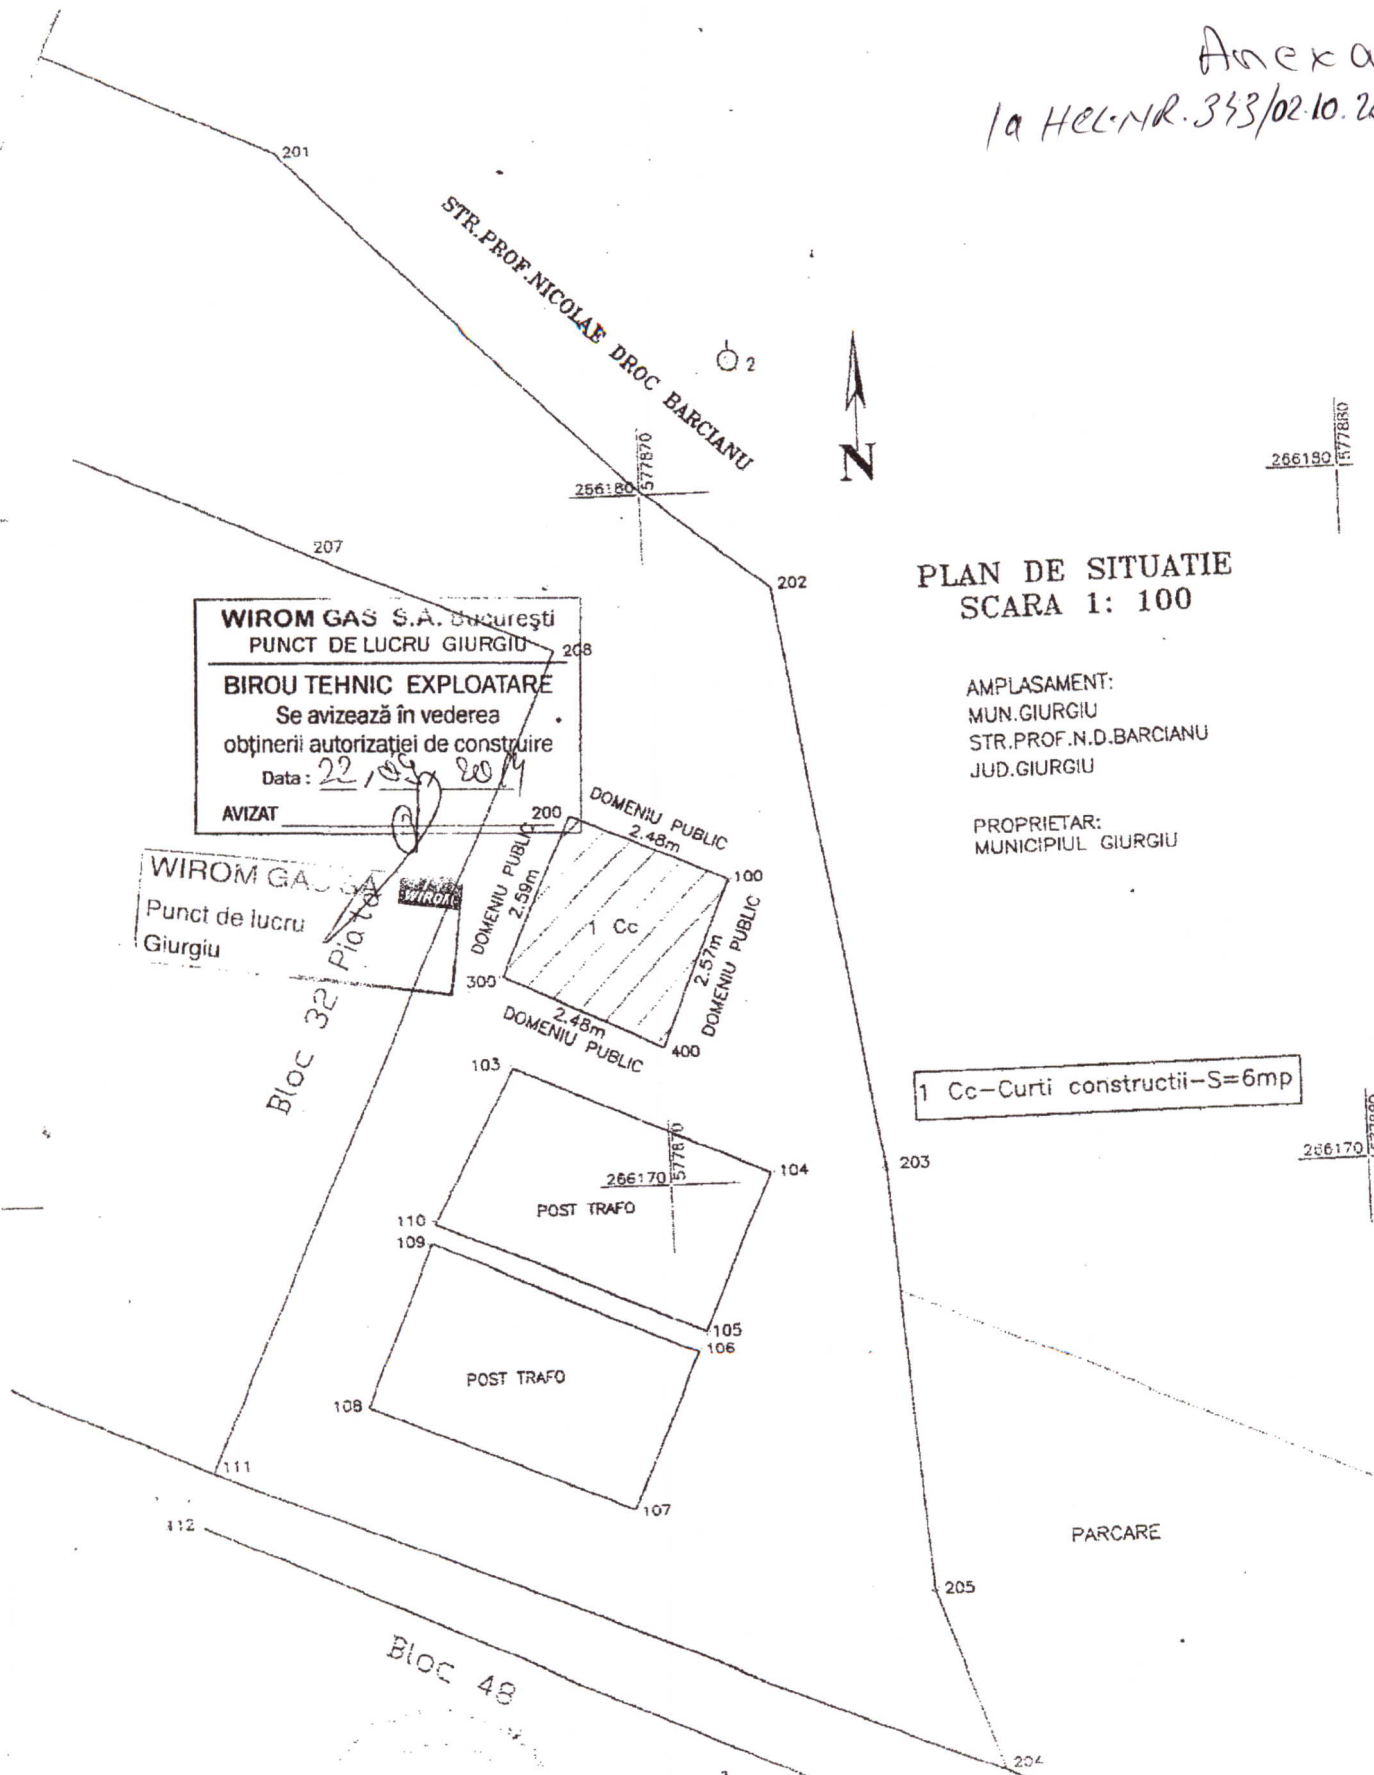 Anexa
la HCL NR. 343/02.10.20
201
STR.PROF.NICOLAE DROC BARCIANU
2
N
577870
266180
577880
266180
207
202
PLAN DE SITUATIE
SCARA 1: 100
WIROM GAS S.A. Bucureşti
PUNCT DE LUCRU GIURGIU
208
BIROU TEHNIC EXPLOATARE
Se avizează în vederea
obţinerii autorizaţiei de construire
Data : 22, 09, 2014
AVIZAT
AMPLASAMENT:
MUN.GIURGIU
STR.PROF.N.D.BARCIANU
JUD.GIURGIU
PROPRIETAR:
MUNICIPIUL GIURGIU
200
DOMENIU PUBLIC
2.48m
100
DOMENIU PUBLIC
2.59m
1 Cc
2.57m
DOMENIU PUBLIC
300
2.48m
DOMENIU PUBLIC
400
WIROM GAS SA
WIROM
Punct de lucru
Giurgiu
Bloc 32 Piata
103
1 Cc-Curti constructii-S=6mp
104
203
577870
266170
266170
577880
POST TRAFO
110
109
105
106
POST TRAFO
108
111
107
112
PARCARE
205
Bloc 48
204